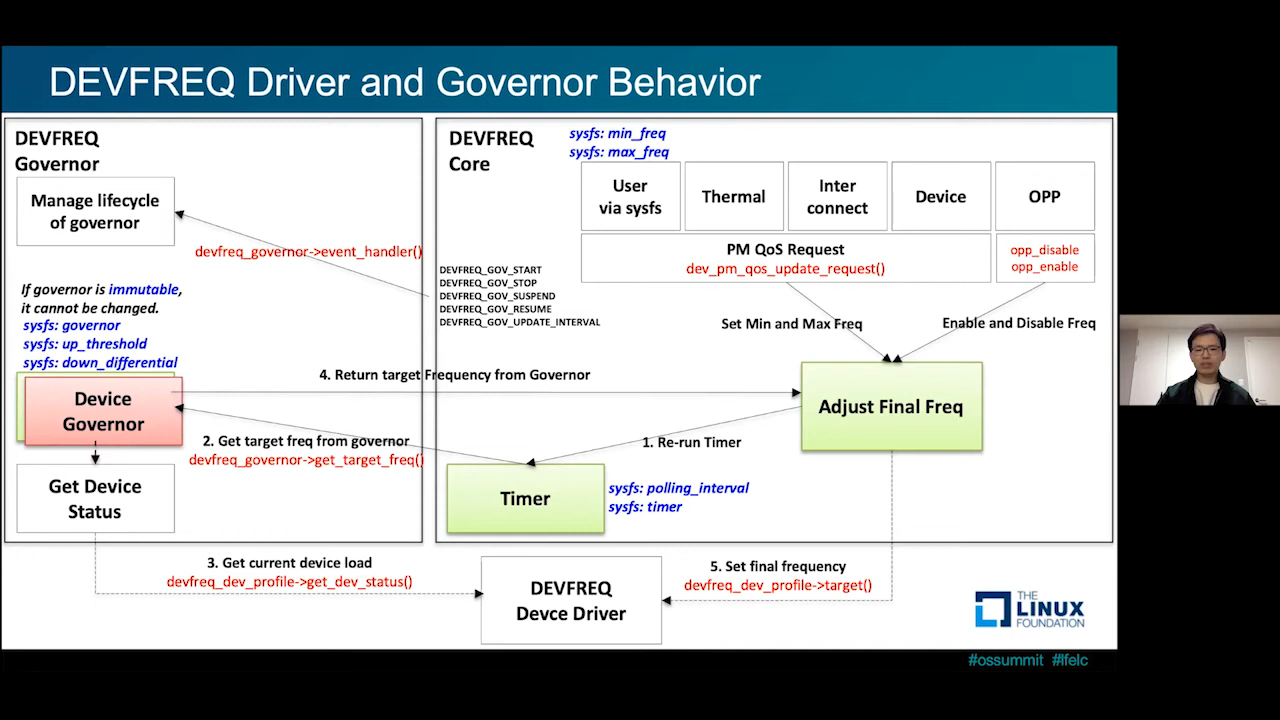 DEVFREQ Driver and Governor Behavior
DEVFREQ
Governor
Manage lifecycle
of governor
devfreq_governor->event_handler()
If governor is immutable,
it cannot be changed.
sysfs: governor
sysfs: up_threshold
sysfs: down_differential
Device
Governor
Get Device
Status
DEVFREQ
Core
sysfs: min_freq
sysfs: max_freq
User
via sysfs
Thermal
Inter
connect
Device
OPP
PM QoS Request
dev_pm_qos_update_request()
opp_disable
opp_enable
DEVFREQ_GOV_START
DEVFREQ_GOV_STOP
DEVFREQ_GOV_SUSPEND
DEVFREQ_GOV_RESUME
DEVFREQ_GOV_UPDATE_INTERVAL
Set Min and Max Freq
Enable and Disable Freq
4. Return target Frequency from Governor
Adjust Final Freq
2. Get target freq from governor
devfreq_governor->get_target_freq()
1. Re-run Timer
Timer
sysfs: polling_interval
sysfs: timer
3. Get current device load
devfreq_dev_profile->get_dev_status()
DEVFREQ
Devce Driver
5. Set final frequency
devfreq_dev_profile->target()
THE
LINUX
FOUNDATION
#ossummit #lfelc